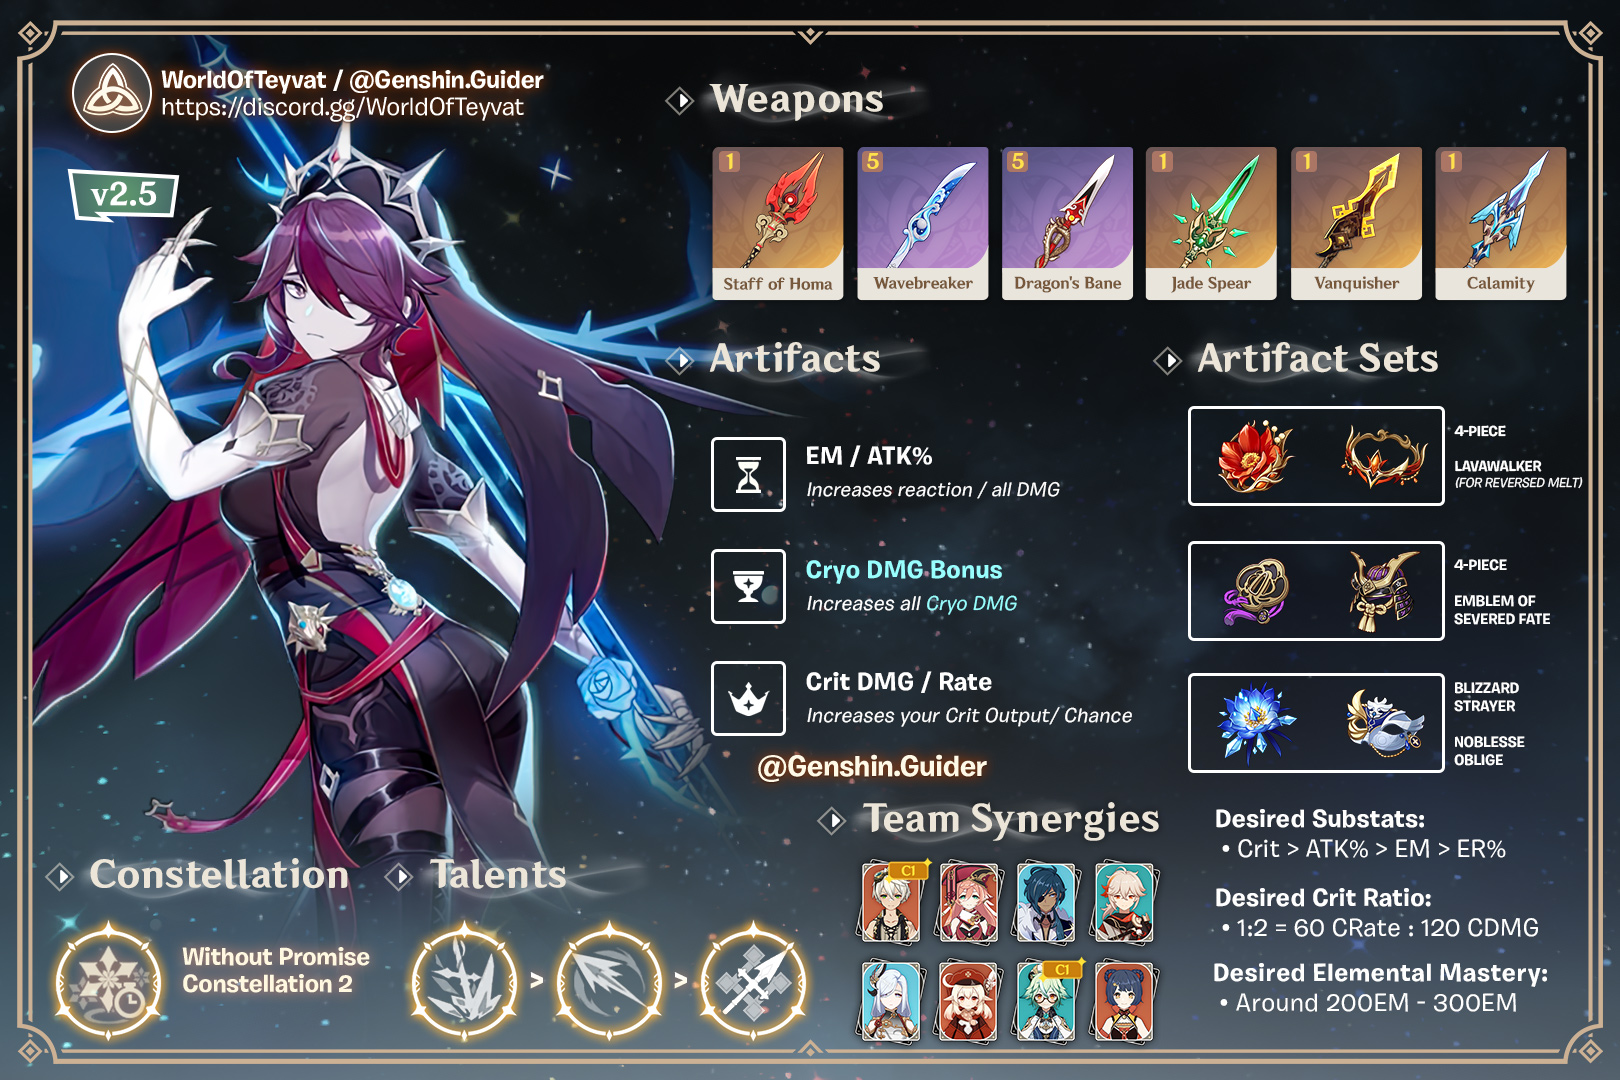 WorldOfTeyvat / @Genshin.Guider
https://discord.gg/WorldOfTeyvat
v2.5
Weapons
1
5
5
1
1
1
Staff of Homa
Wavebreaker
Dragon's Bane
Jade Spear
Vanquisher
Calamity
Artifacts
EM / ATK%
Increases reaction / all DMG
Cryo DMG Bonus
Increases all Cryo DMG
Crit DMG / Rate
Increases your Crit Output/ Chance
@Genshin.Guider
Artifact Sets
4-PIECE
LAVAWALKER
(FOR REVERSED MELT)
4-PIECE
EMBLEM OF
SEVERED FATE
BLIZZARD
STRAYER
NOBLESSE
OBLIGE
Constellation
Without Promise
Constellation 2
Talents
>
>
Team Synergies
C1
C1
Desired Substats:
• Crit > ATK% > EM > ER%
Desired Crit Ratio:
• 1:2 = 60 CRate : 120 CDMG
Desired Elemental Mastery:
• Around 200EM - 300EM